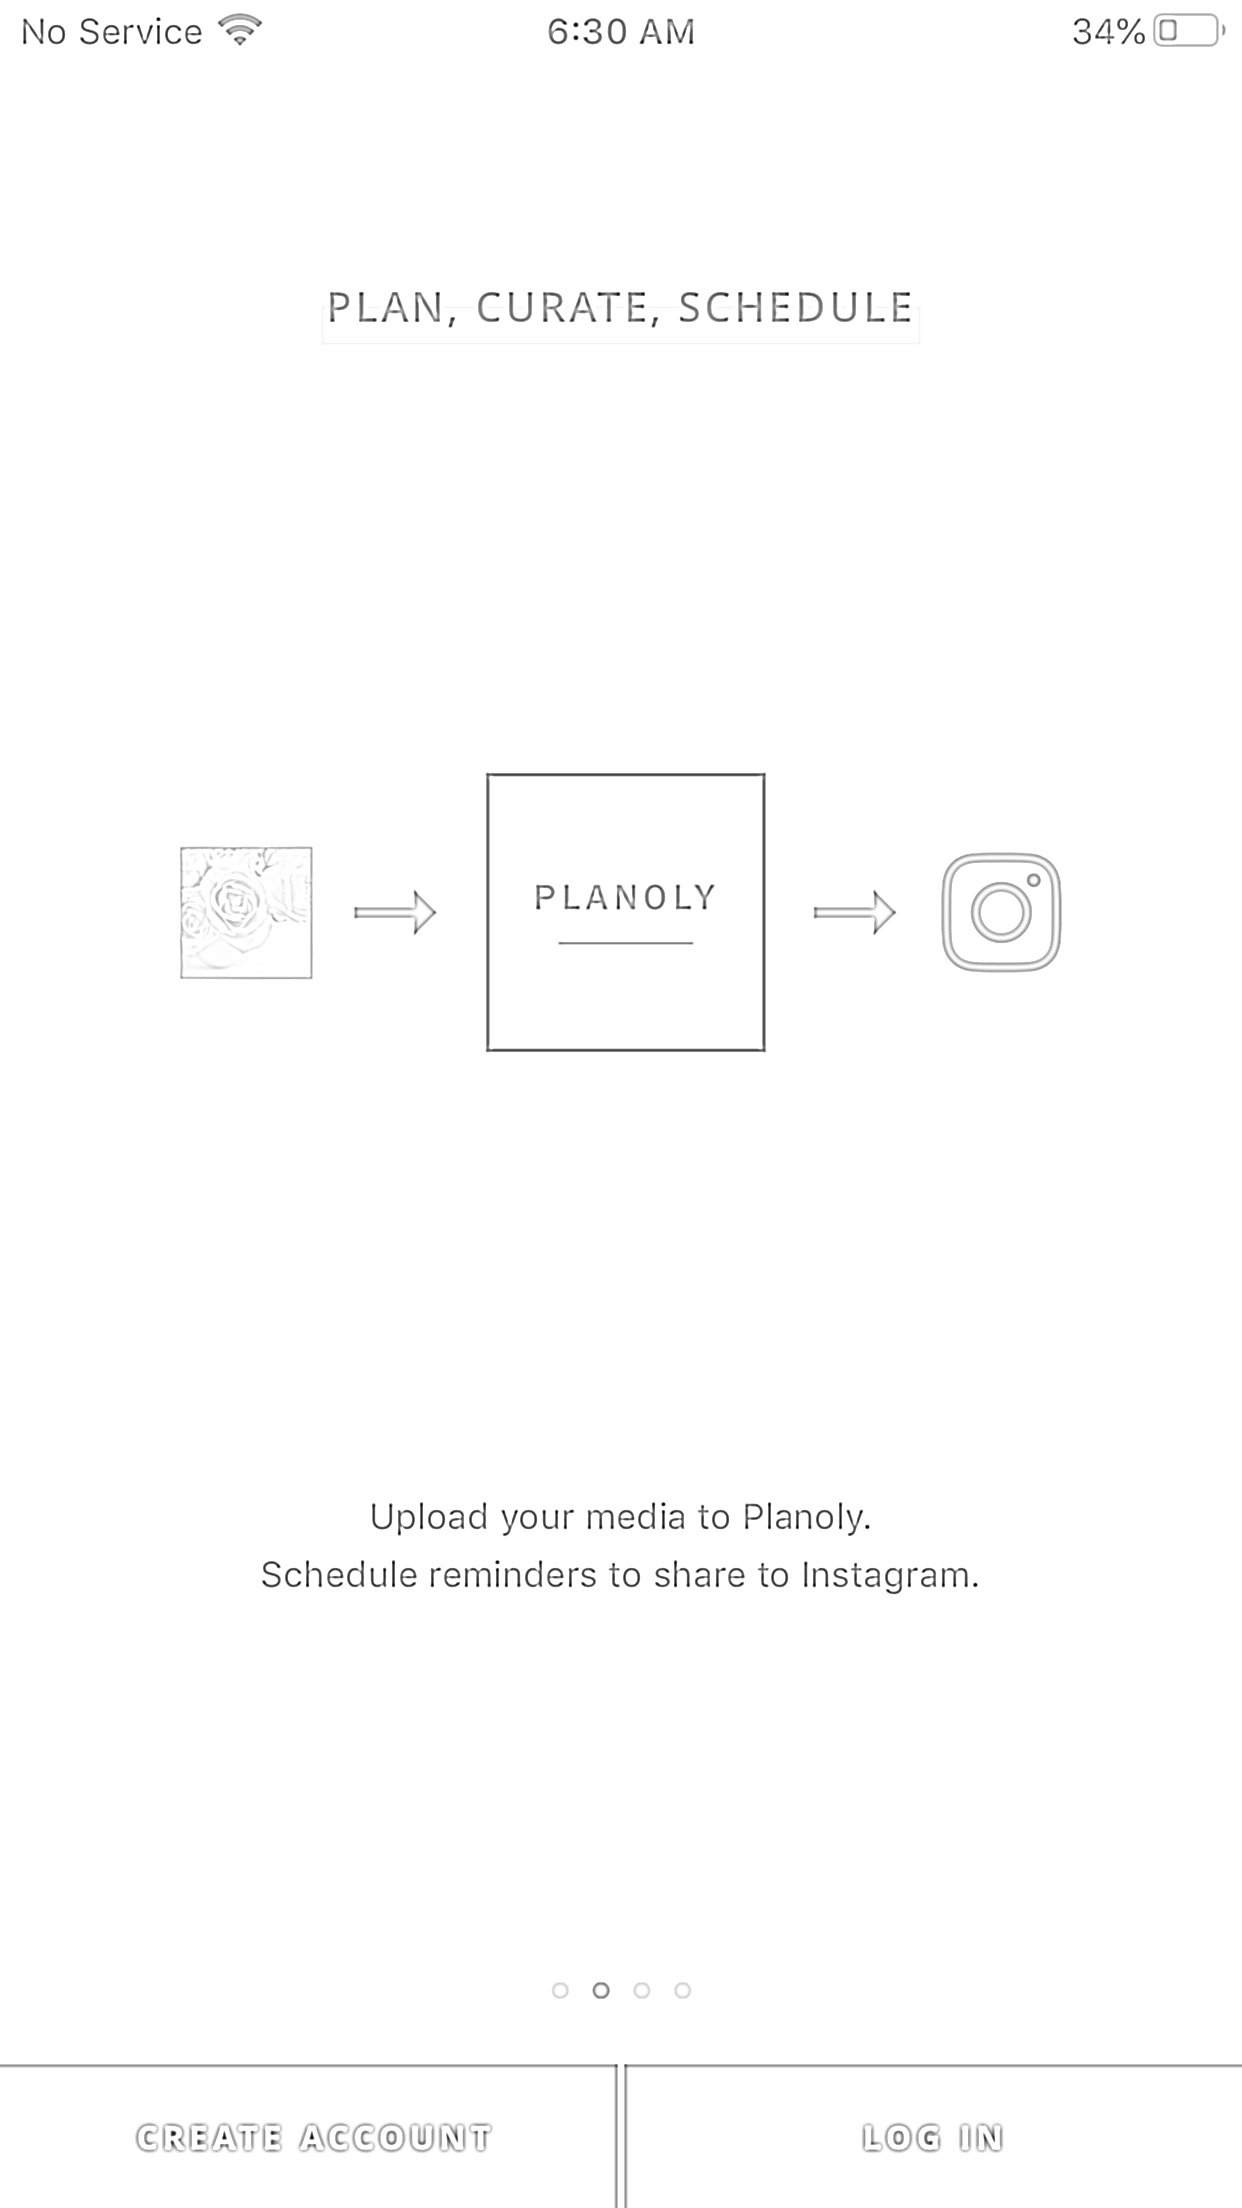 No Service 6:30 AM 34%
PLAN, CURATE, SCHEDULE
PLANOLY
Upload your media to Planoly.
Schedule reminders to share to Instagram.
CREATE ACCOUNT LOG IN